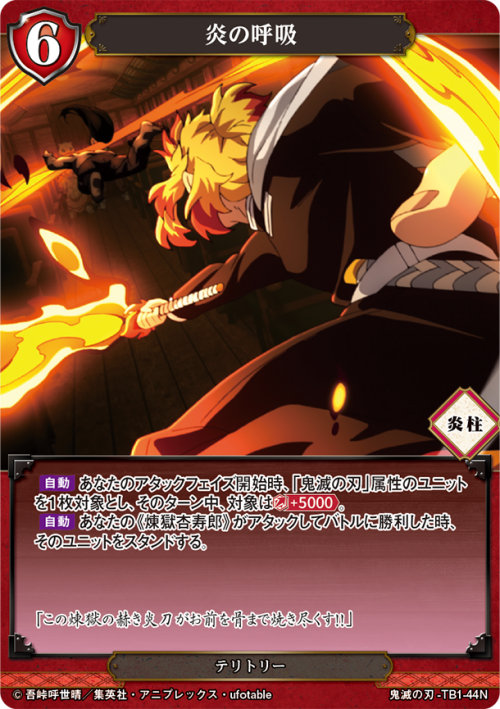 6
炎の呼吸
炎柱
自動 あなたのアタックフェイズ開始時、「鬼滅の刃」属性のユニット
を1枚対象とし、そのターン中、対象は+5000。
自動 あなたの《煉獄杏寿郎》がアタックしてバトルに勝利した時、
そのユニットをスタンドする。
「この煉獄の赫き炎刀がお前を骨まで焼き尽くす!!」
テリトリー
© 吾峠呼世晴／集英社・アニプレックス・ufotable
鬼滅の刃 -TB1-44N